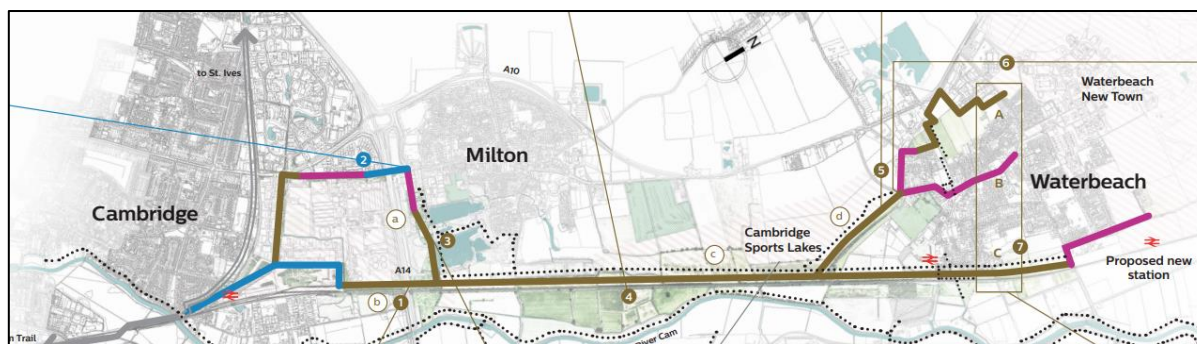 to St. Ives
A10
N
6
Waterbeach
New Town
A
2
Milton
5
B
Cambridge
Waterbeach
a
d
3
Cambridge
Sports Lakes
c
C
7
A14
Proposed new
station
b
1
4
n Trail
River Cam